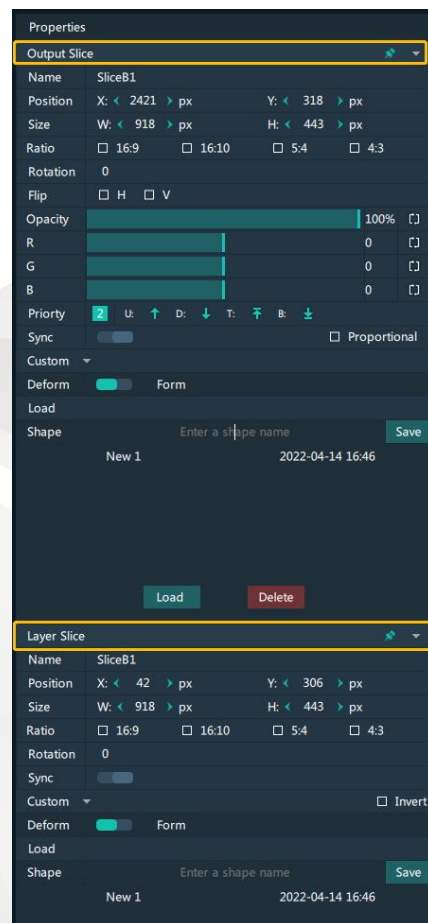 Properties
Output Slice
Name SliceB1
Position X: 2421 px Y: 318 px
Size W: 918 px H: 443 px
Ratio 16:9 16:10 5:4 4:3
Rotation 0
Flip H V
Opacity 100%
R 0
G 0
B 0
Priorty 2 U: D: T: B:
Sync Proportional
Custom
Deform Form
Load
Shape Enter a shape name Save
New 1 2022-04-14 16:46
Load Delete
Layer Slice
Name SliceB1
Position X: 42 px Y: 306 px
Size W: 918 px H: 443 px
Ratio 16:9 16:10 5:4 4:3
Rotation 0
Sync
Custom Invert
Deform Form
Load
Shape Enter a shape name Save
New 1 2022-04-14 16:46